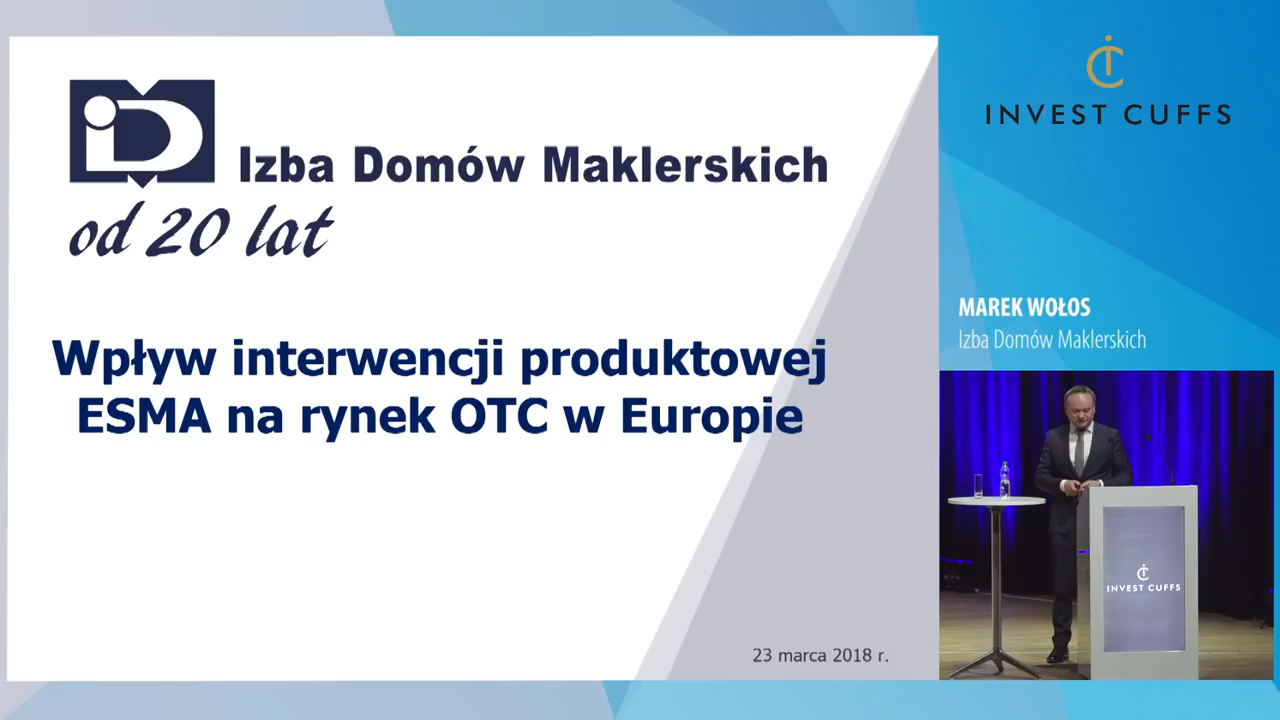 iD
Izba Domów Maklerskich
od 20 lat
Wpływ interwencji produktowej
ESMA na rynek OTC w Europie
23 marca 2018 r.
INVEST CUFFS
MAREK WOŁOS
Izba Domów Maklerskich
INVEST CUFFS